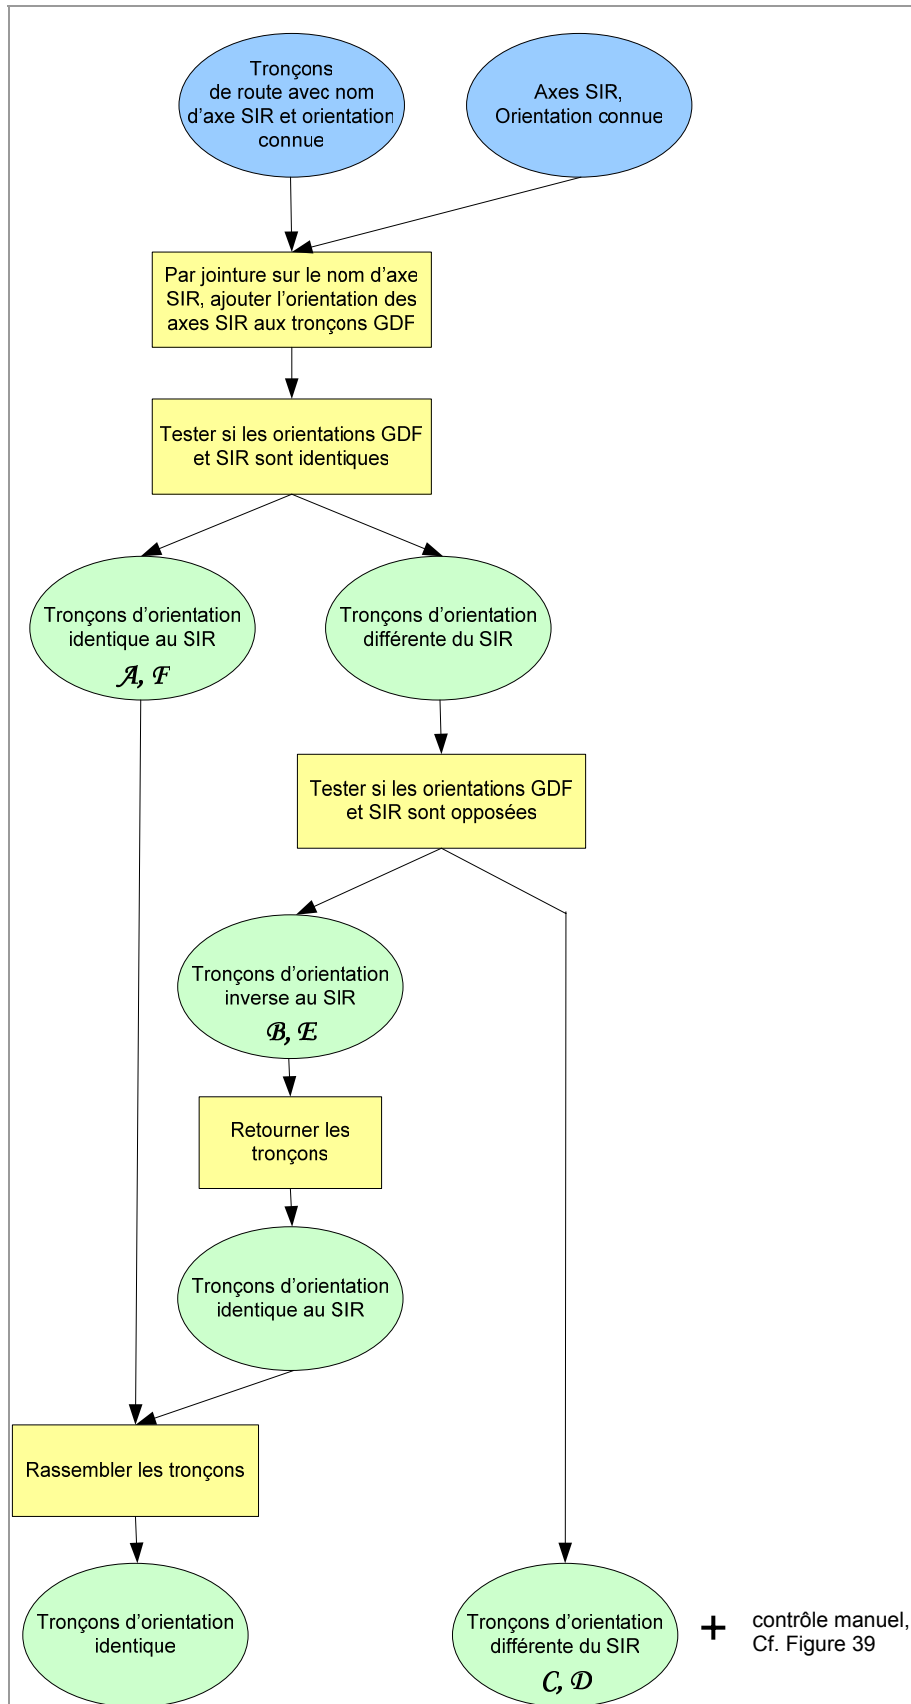 Tronçons
de route avec nom
d'axe SIR et orientation
connue
Axes SIR,
Orientation connue
Par jointure sur le nom d'axe
SIR, ajouter l'orientation des
axes SIR aux tronçons GDF
Tester si les orientations GDF
et SIR sont identiques
Tronçons d'orientation
identique au SIR
A, F
Tronçons d'orientation
différente du SIR
Tester si les orientations GDF
et SIR sont opposées
Tronçons d'orientation
inverse au SIR
B, E
Retourner les
tronçons
Tronçons d'orientation
identique au SIR
Rassembler les tronçons
Tronçons d'orientation
identique
Tronçons d'orientation
différente du SIR
C, D
+
contrôle manuel,
Cf. Figure 39